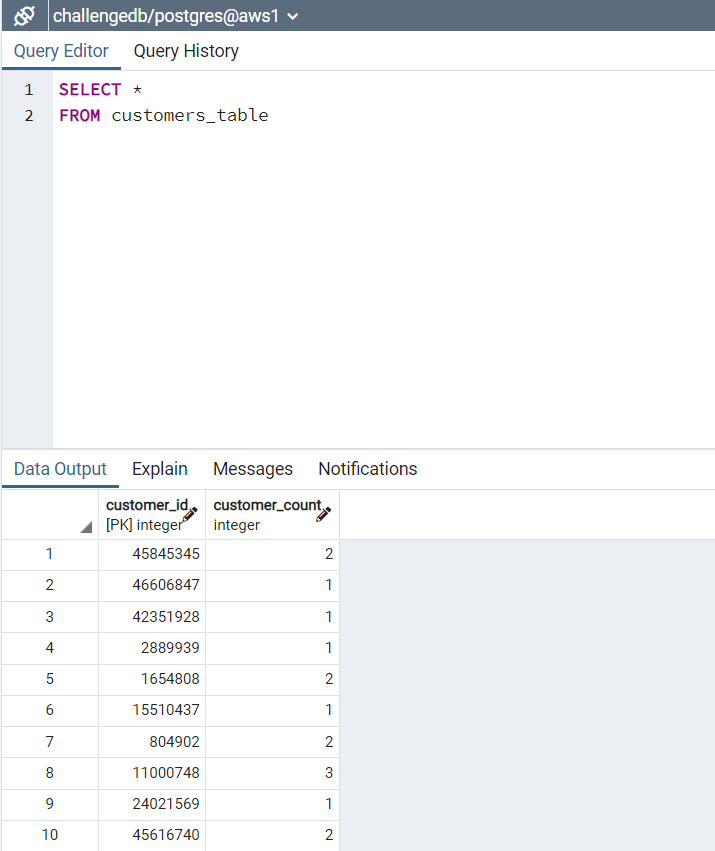 challengedb/postgres@aws1
Query Editor Query History
1 SELECT *
2 FROM customers_table
Data Output Explain Messages Notifications
customer_id customer_count
[PK] integer integer
1 45845345 2
2 46606847 1
3 42351928 1
4 2889939 1
5 1654808 2
6 15510437 1
7 804902 2
8 11000748 3
9 24021569 1
10 45616740 2